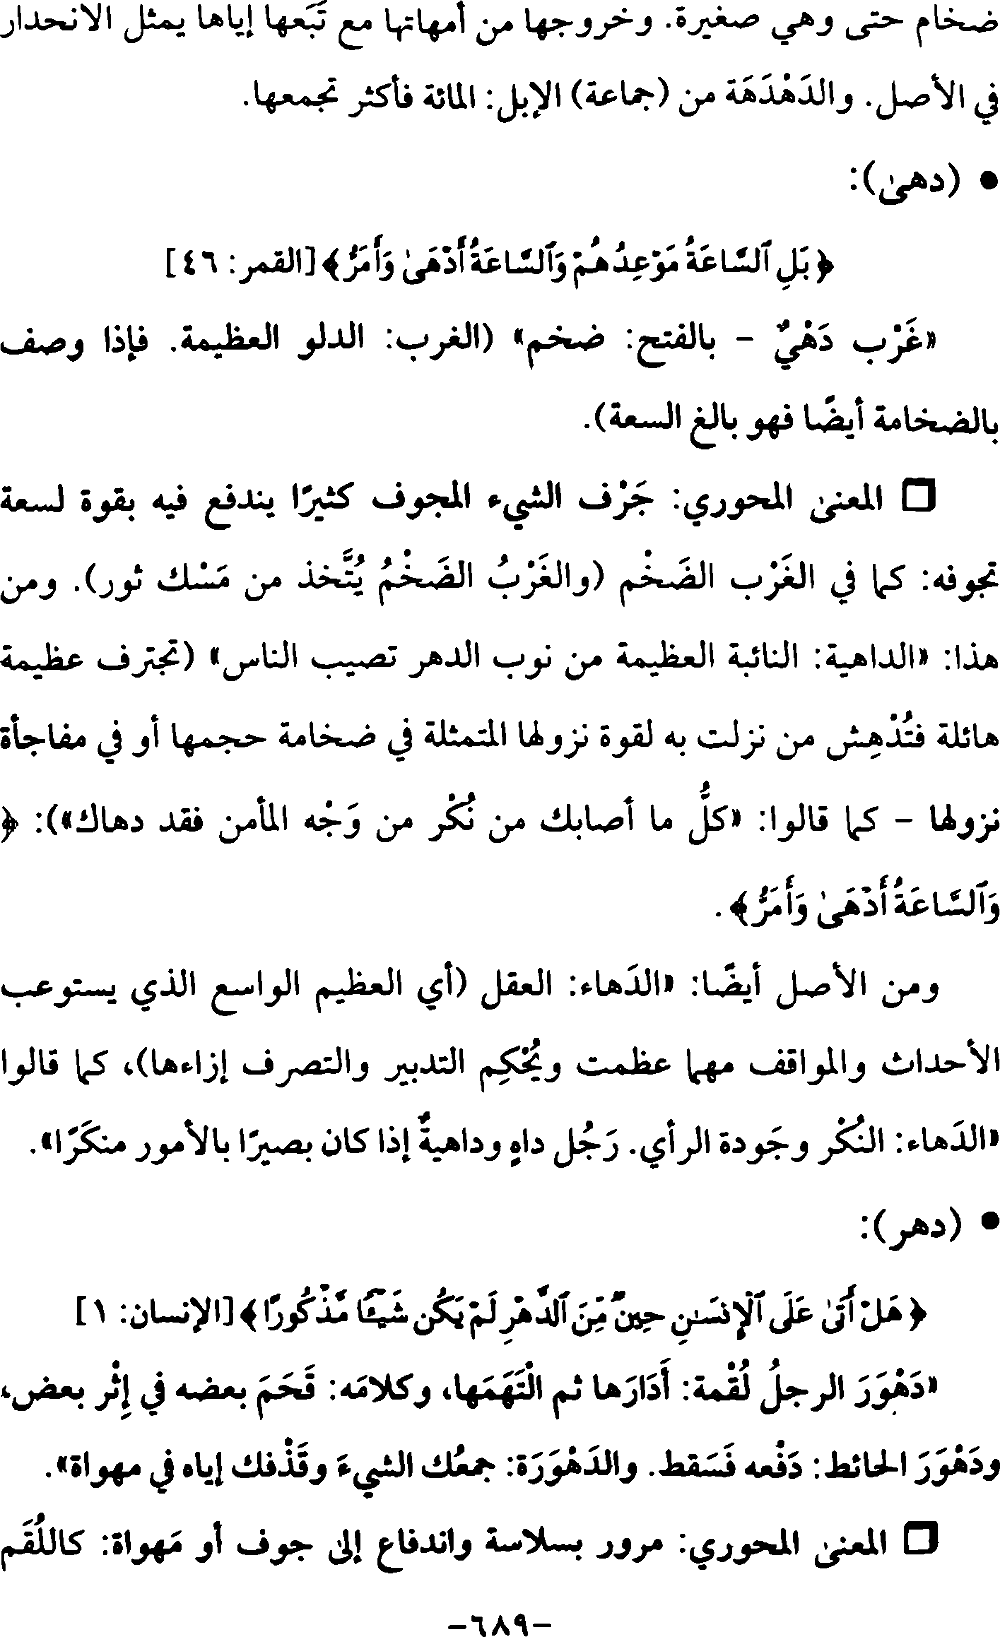 ضخام حتى وهي صغيرة. وخروجها من أمهاتها مع تَبَعها إياها يمثل الانحدار
في الأصل. والدَهْدَهَة من (جماعة) الإبل: المائة فأكثر تجمعها.
• (دهىٰ):
﴿بَلِ ٱلسَّاعَةُ مَوْعِدُهُمْ وَٱلسَّاعَةُ أَدْهَىٰ وَأَمَرُّ﴾ [القمر: ٤٦]
«غَرْب دَهْيٌ - بالفتح: ضخم» (الغرب: الدلو العظيمة. فإذا وصف
بالضخامة أيضًا فهو بالغ السعة).
❒ المعنىٰ المحوري: جَرْف الشيء المجوف كثيرًا يندفع فيه بقوة لسعة
تجوفه: كما في الغَرْب الضَخْم (والغَرْبُ الضَخْمُ يُتَّخذ من مَسْك ثور). ومن
هذا: «الداهية: النائبة العظيمة من نوب الدهر تصيب الناس» (تجترف عظيمة
هائلة فتُدْهِش من نزلت به لقوة نزولها المتمثلة في ضخامة حجمها أو في مفاجأة
نزولها - كما قالوا: «كلُّ ما أصابك من نُكْر من وَجْه المأمن فقد دهاك»): ﴿
وَٱلسَّاعَةُ أَدْهَىٰ وَأَمَرُّ﴾.
ومن الأصل أيضًا: «الدَهاء: العقل (أي العظيم الواسع الذي يستوعب
الأحداث والمواقف مهما عظمت ويُحْكِم التدبير والتصرف إزاءها)، كما قالوا
«الدَهاء: النُكْر وجَودة الرأي. رَجُل داهٍ وداهيةٌ إذا كان بصيرًا بالأمور منكَرًا».
• (دهر):
﴿هَلْ أَتَىٰ عَلَى ٱلْإِنسَـٰنِ حِينٌ مِّنَ ٱلدَّهْرِ لَمْ يَكُن شَيْـًٔا مَّذْكُورًا﴾ [الإنسان: ١]
«دَهْوَرَ الرجلُ لُقْمة: أَدَارَها ثم الْتَهَمَها، وكلامَه: قَحَمَ بعضه في إِثْر بعض،
ودَهْوَرَ الحائط: دَفْعه فَسَقط. والدَهْوَرَة: جمعُك الشيءَ وقَذْفك إياه في مهواة».
❒ المعنىٰ المحوري: مرور بسلاسة واندفاع إلىٰ جوف أو مَهواة: كاللُقَم
-٦٨٩-